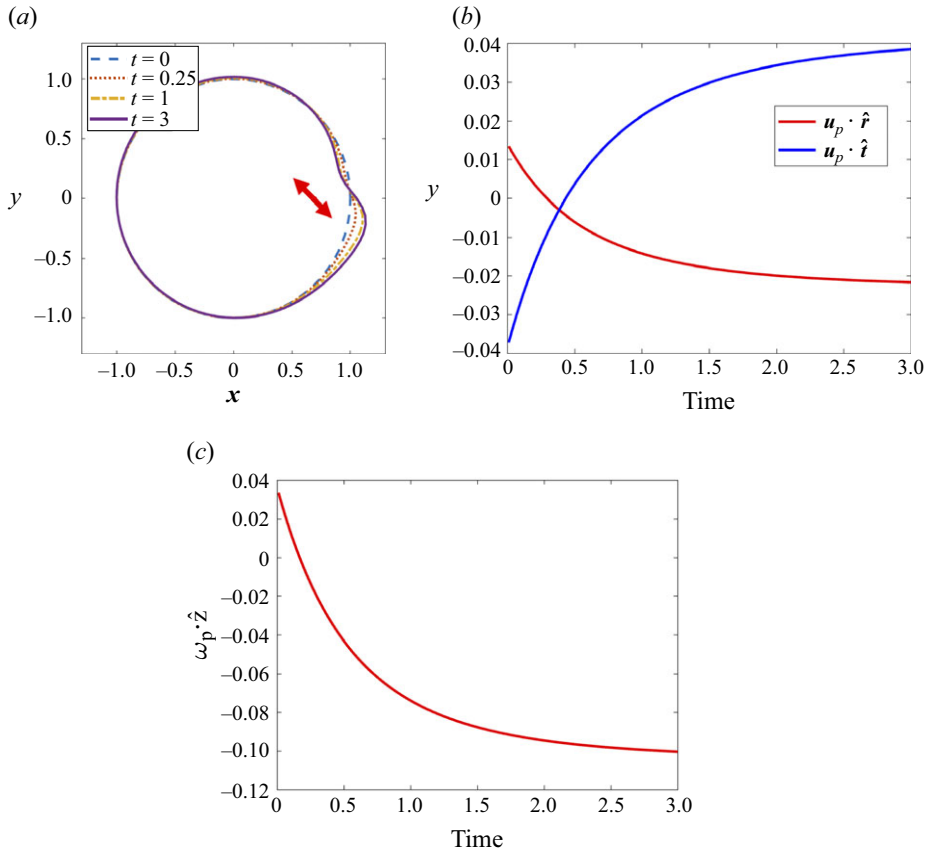 (a)
t = 0
t = 0.25
t = 1
t = 3
1.0
0.5
0
–0.5
–1.0
y
–1.0 –0.5 0 0.5 1.0
x
(b)
0.04
0.03
0.02
0.01
0
–0.01
–0.02
–0.03
–0.04
y
u_p · r̂
u_p · t̂
0 0.5 1.0 1.5 2.0 2.5 3.0
Time
(c)
0.04
0.02
0
–0.02
–0.04
–0.06
–0.08
–0.10
–0.12
ω_p·ẑ
0 0.5 1.0 1.5 2.0 2.5 3.0
Time